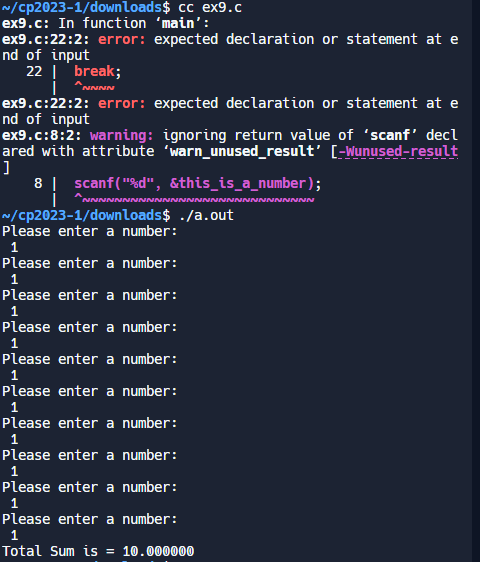 ~/cp2023-1/downloads$ cc ex9.c
ex9.c: In function ‘main’:
ex9.c:22:2: error: expected declaration or statement at e
nd of input
   22 |  break;
      |  ^~~~~
ex9.c:22:2: error: expected declaration or statement at e
nd of input
ex9.c:8:2: warning: ignoring return value of ‘scanf’ decl
ared with attribute ‘warn_unused_result’ [-Wunused-result
]
    8 |  scanf("%d", &this_is_a_number);
      |  ^~~~~~~~~~~~~~~~~~~~~~~~~~~~~~
~/cp2023-1/downloads$ ./a.out
Please enter a number:
 1
Please enter a number:
 1
Please enter a number:
 1
Please enter a number:
 1
Please enter a number:
 1
Please enter a number:
 1
Please enter a number:
 1
Please enter a number:
 1
Please enter a number:
 1
Please enter a number:
 1
Total Sum is = 10.000000